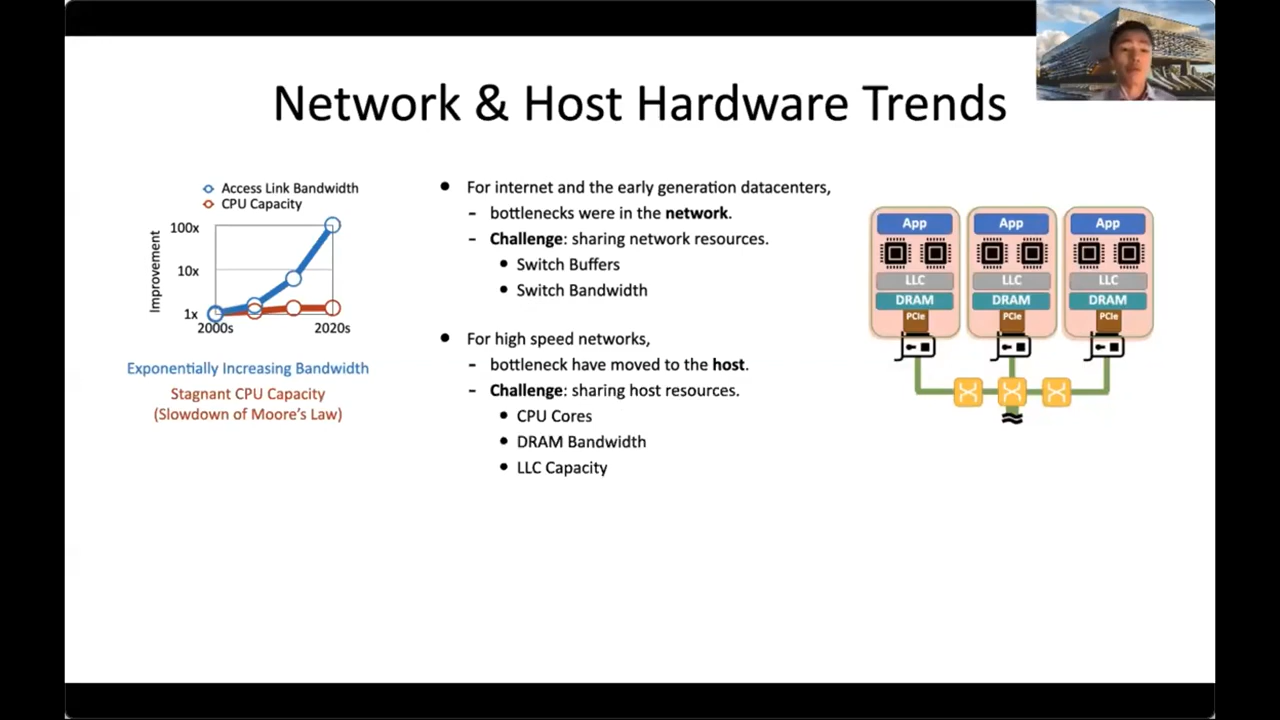 Network & Host Hardware Trends
Access Link Bandwidth
CPU Capacity
Improvement
100x
10x
1x
2000s
2020s
Exponentially Increasing Bandwidth
Stagnant CPU Capacity
(Slowdown of Moore's Law)
• For internet and the early generation datacenters,
- bottlenecks were in the network.
- Challenge: sharing network resources.
• Switch Buffers
• Switch Bandwidth
• For high speed networks,
- bottleneck have moved to the host.
- Challenge: sharing host resources.
• CPU Cores
• DRAM Bandwidth
• LLC Capacity
App App App
LLC LLC LLC
DRAM DRAM DRAM
PCIe PCIe PCIe